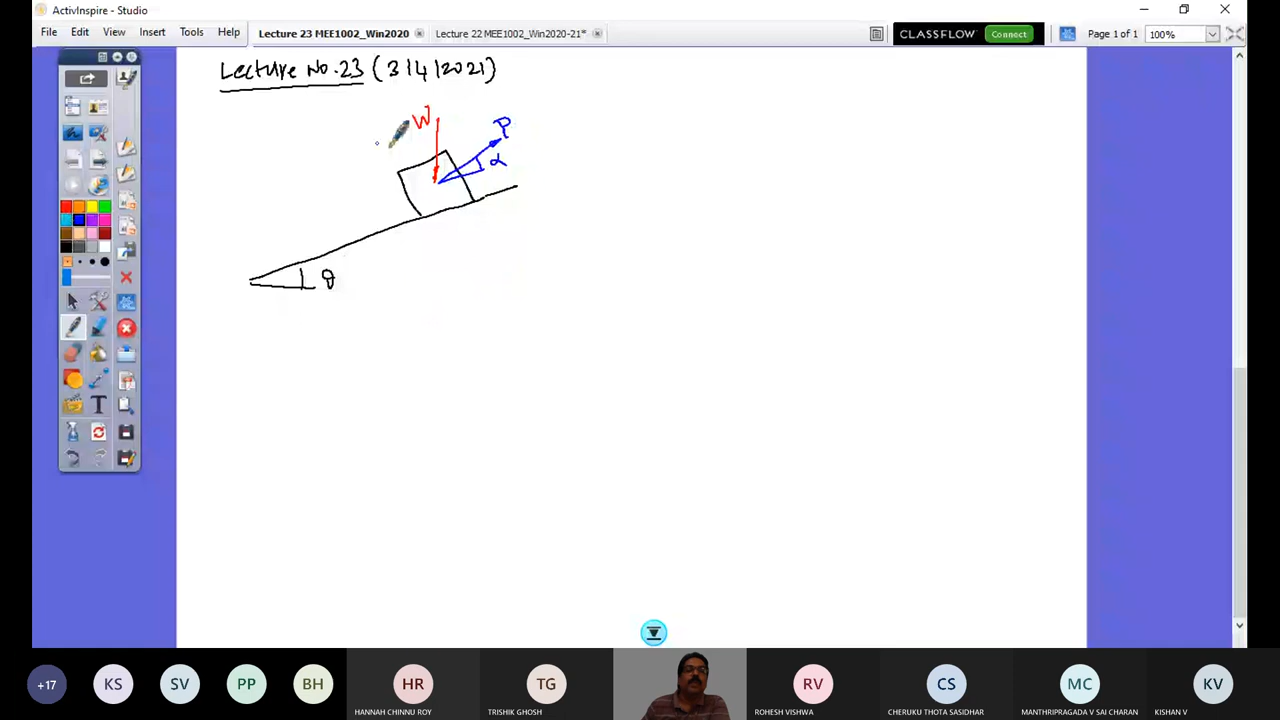 ActivInspire - Studio
File Edit View Insert Tools Help
Lecture 23 MEE1002_Win2020
Lecture 22 MEE1002_Win2020-21*
CLASSFLOW Connect
Page 1 of 1
100%
Lecture No.23 (3/4/2021)
W
P
α
θ
T
+17
KS
SV
PP
BH
HR
TG
RV
CS
MC
KV
HANNAH CHINNU ROY
TRISHIK GHOSH
ROHESH VISHWA
CHERUKU THOTA SASIDHAR
MANTHRIPRAGADA V SAI CHARAN
KISHAN V